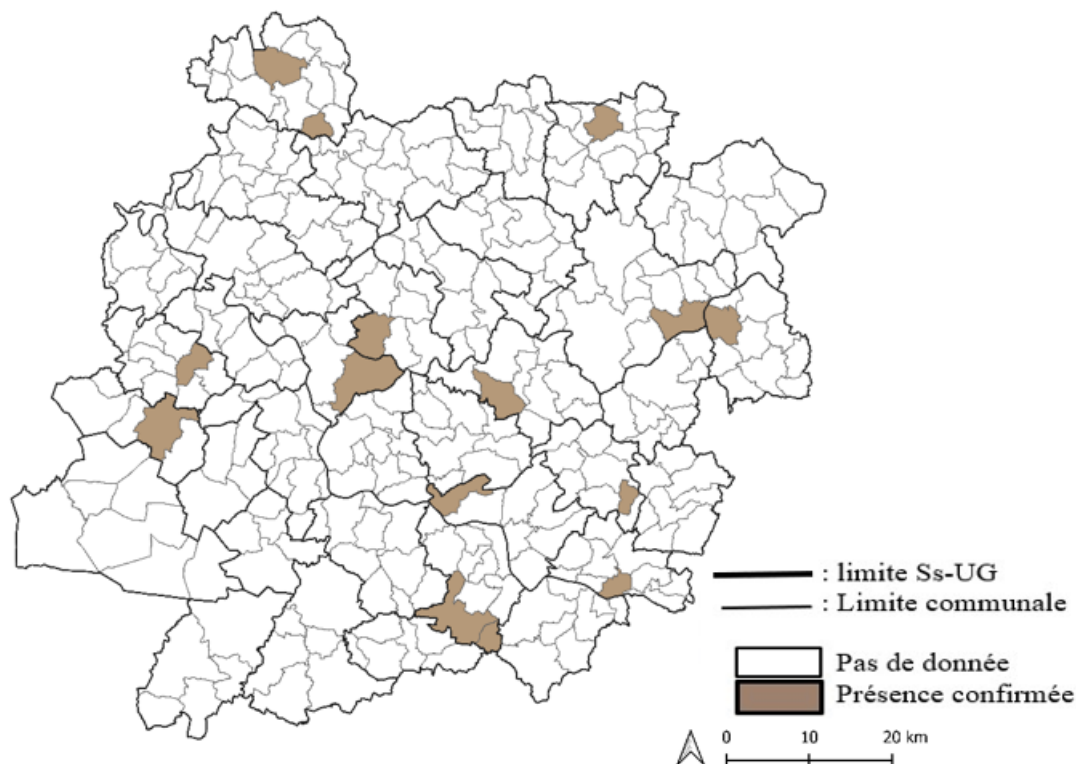 : limite Ss-UG
: Limite communale
Pas de donnée
Présence confirmée
0 10 20 km